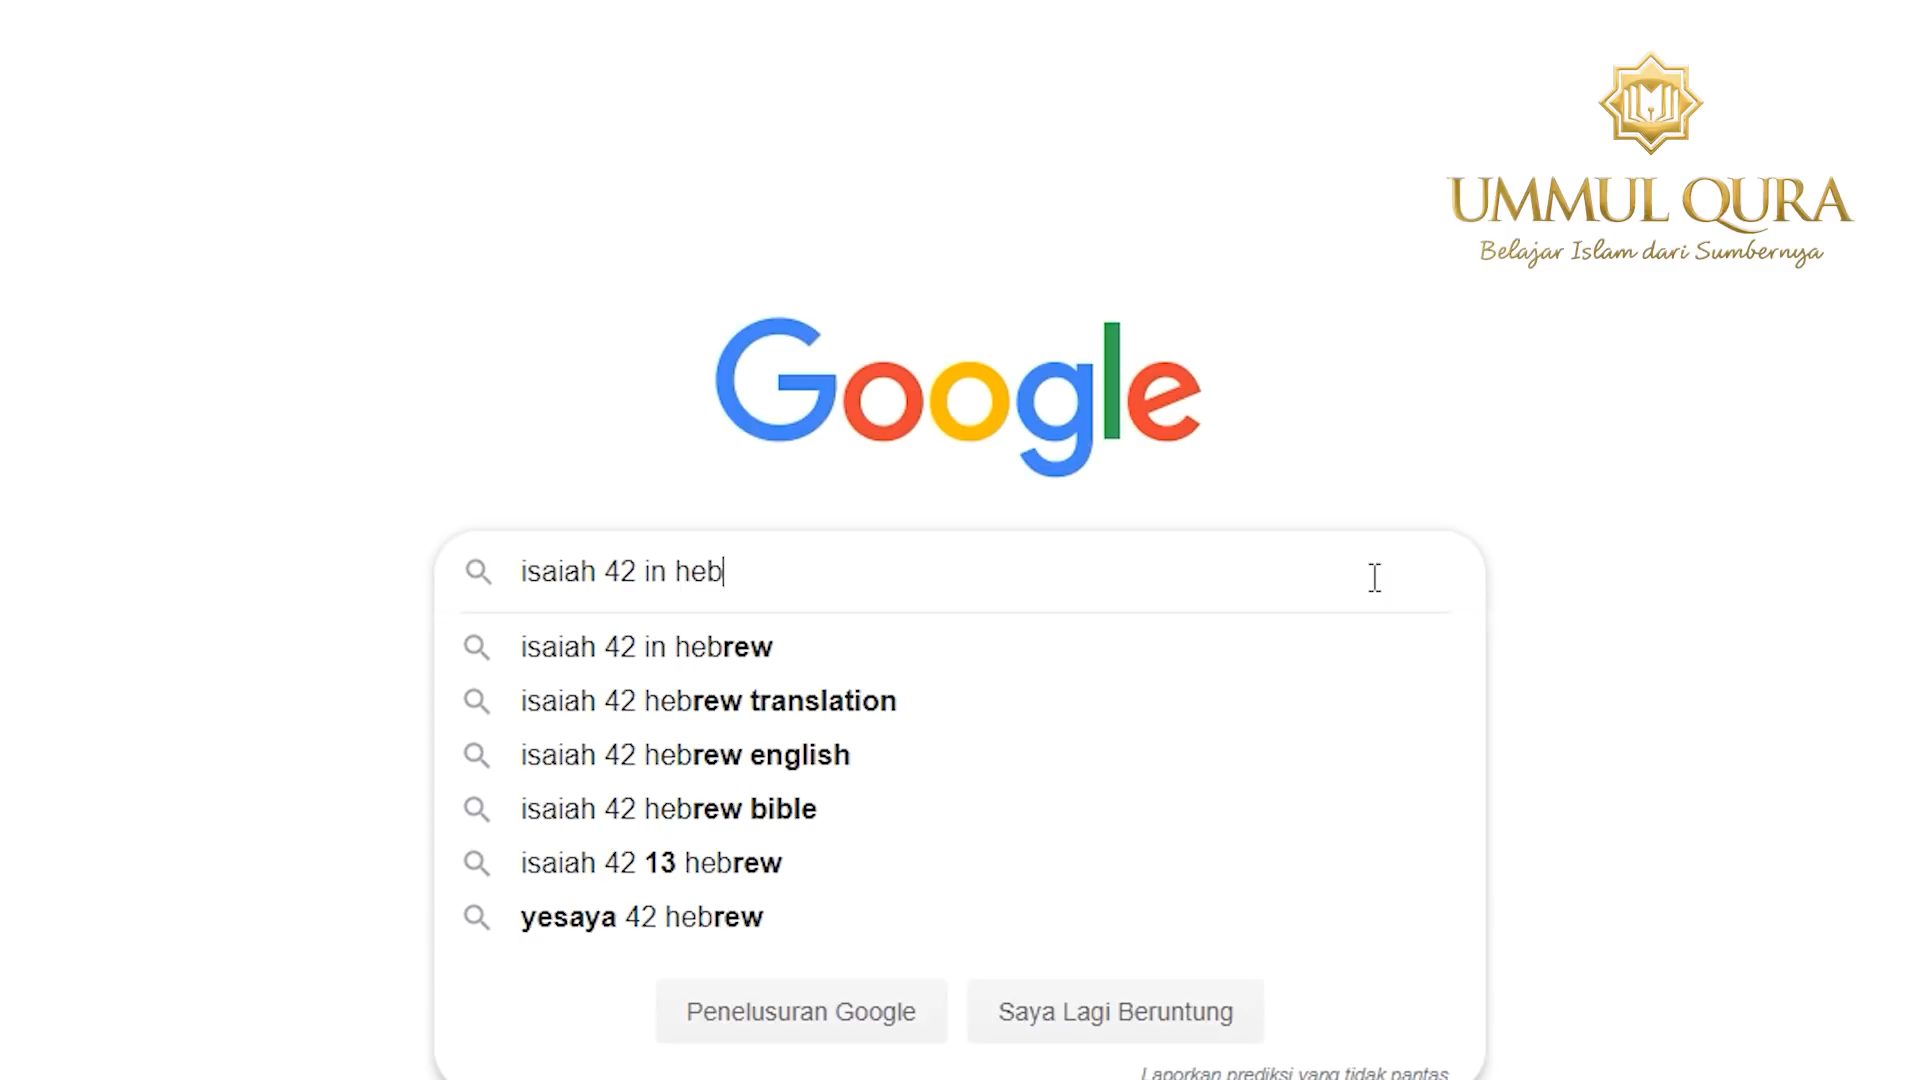 UMMUL QURA
Belajar Islam dari Sumbernya
Google
isaiah 42 in heb
isaiah 42 in hebrew
isaiah 42 hebrew translation
isaiah 42 hebrew english
isaiah 42 hebrew bible
isaiah 42 13 hebrew
yesaya 42 hebrew
Penelusuran Google
Saya Lagi Beruntung
Laporkan prediksi yang tidak pantas